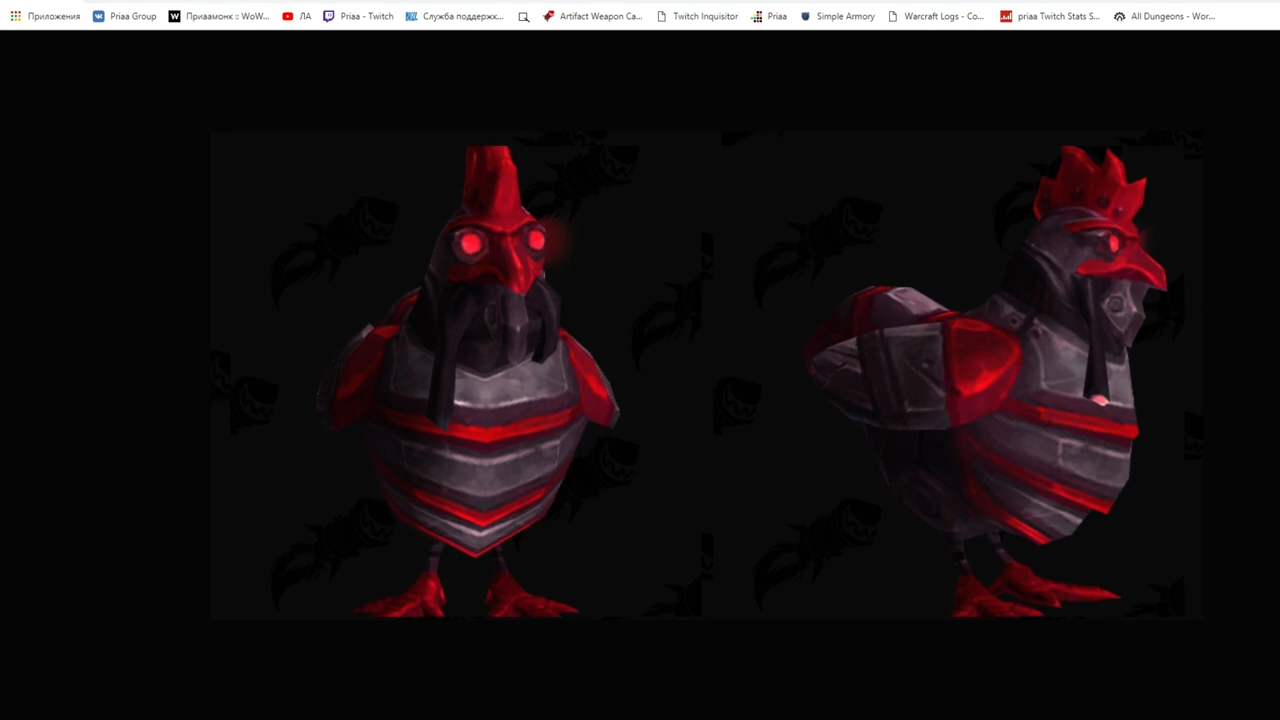 Приложения Priaa Group Приаамонк :: WoW... ЛА Priaa - Twitch Служба поддержк... Artifact Weapon Ca... Twitch Inquisitor Priaa Simple Armory Warcraft Logs - Co... priaa Twitch Stats S... All Dungeons - Wor...